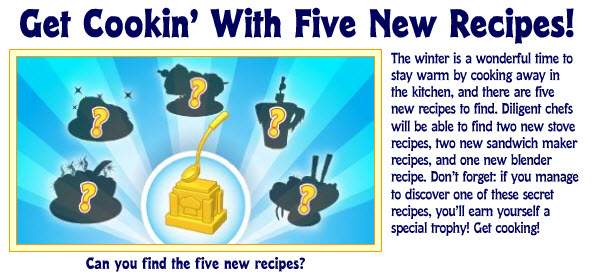 Get Cookin' With Five New Recipes!
The winter is a wonderful time to
stay warm by cooking away in
the kitchen, and there are five
new recipes to find. Diligent chefs
will be able to find two new stove
recipes, two new sandwich maker
recipes, and one new blender
recipe. Don't forget: if you manage
to discover one of these secret
recipes, you'll earn yourself a
special trophy! Get cooking!
?
?
?
?
?
Can you find the five new recipes?